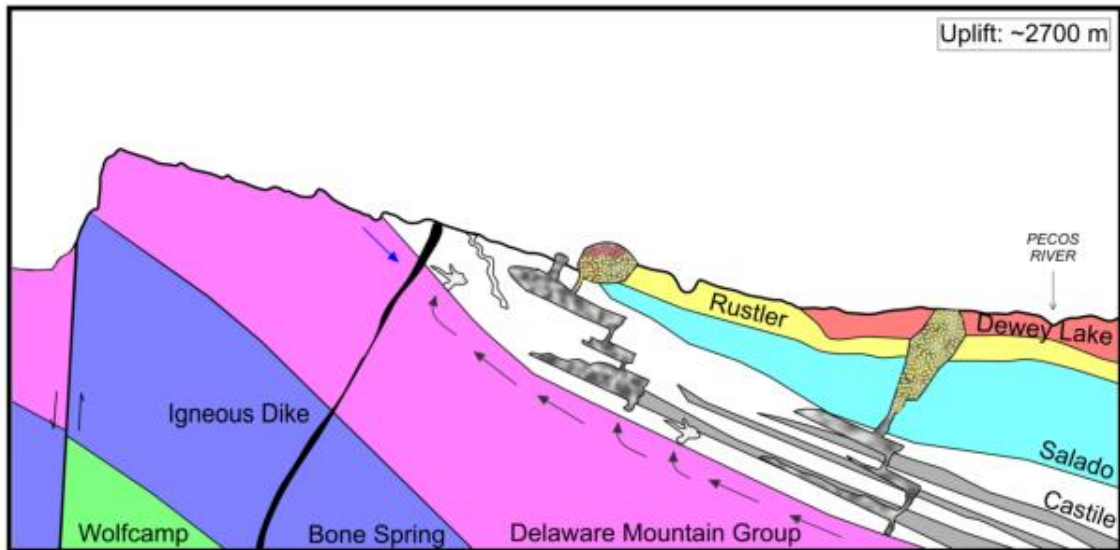 Uplift: ~2700 m
PECOS
RIVER
Rustler
Dewey Lake
Igneous Dike
Salado
Castile
Wolfcamp
Bone Spring
Delaware Mountain Group